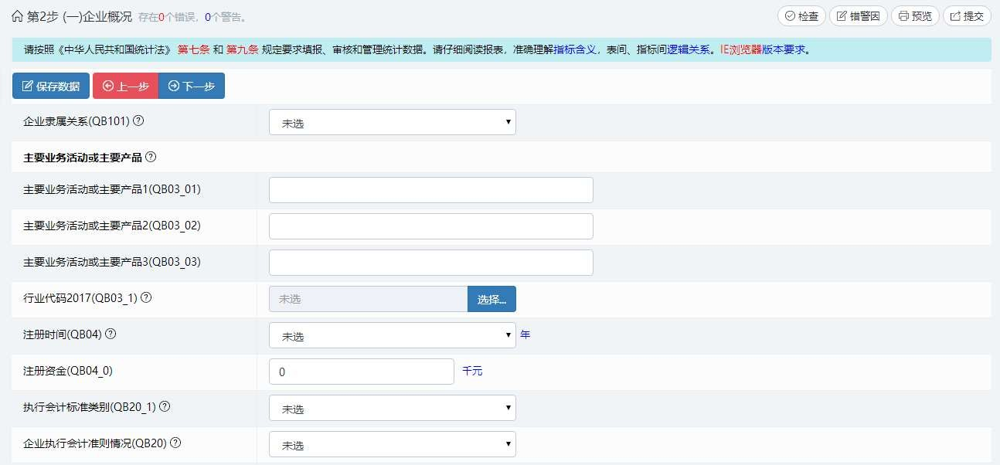 第2步 (一)企业概况 存在0个错误，0个警告。 检查 错警因 预览 提交
请按照《中华人民共和国统计法》 第七条 和 第九条 规定要求填报、审核和管理统计数据。请仔细阅读报表，准确理解指标含义，表间、指标间逻辑关系。IE浏览器版本要求。
保存数据 上一步 下一步
企业隶属关系(QB101) 未选
主要业务活动或主要产品
主要业务活动或主要产品1(QB03_01)
主要业务活动或主要产品2(QB03_02)
主要业务活动或主要产品3(QB03_03)
行业代码2017(QB03_1) 未选 选择...
注册时间(QB04) 未选 年
注册资金(QB04_0) 0 千元
执行会计标准类别(QB20_1) 未选
企业执行会计准则情况(QB20) 未选